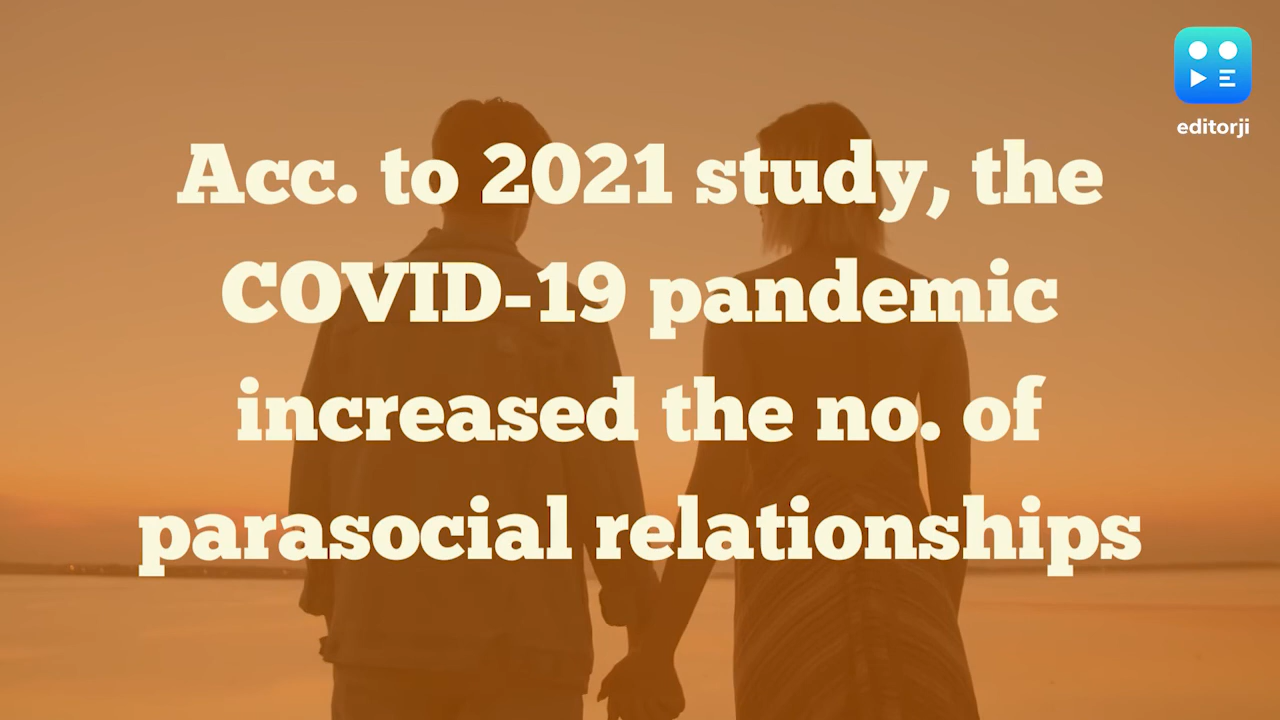 editorji
Acc. to 2021 study, the
COVID-19 pandemic
increased the no. of
parasocial relationships